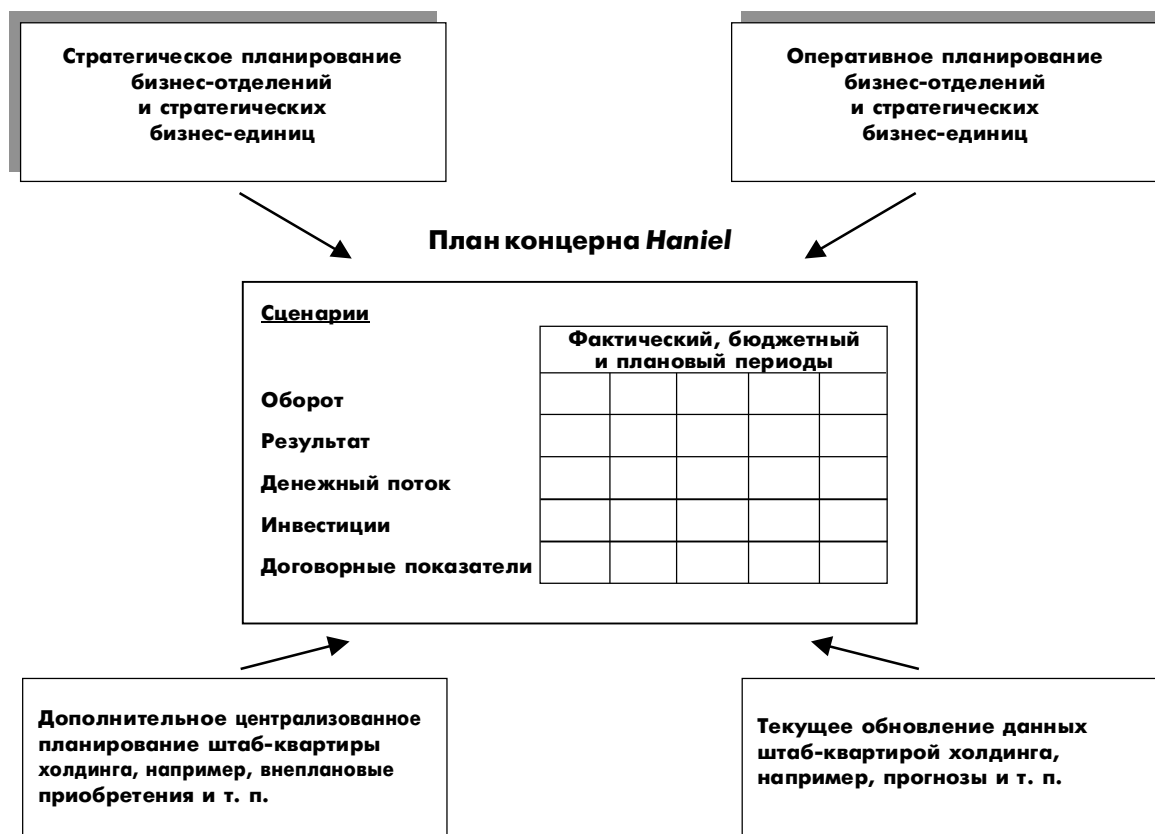 Стратегическое планирование
бизнес-отделений
и стратегических
бизнес-единиц
Оперативное планирование
бизнес-отделений
и стратегических
бизнес-единиц
План концерна Haniel
Сценарии
Фактический, бюджетный
и плановый периоды
Оборот
Результат
Денежный поток
Инвестиции
Договорные показатели
Дополнительное централизованное
планирование штаб-квартиры
холдинга, например, внеплановые
приобретения и т. п.
Текущее обновление данных
штаб-квартирой холдинга,
например, прогнозы и т. п.